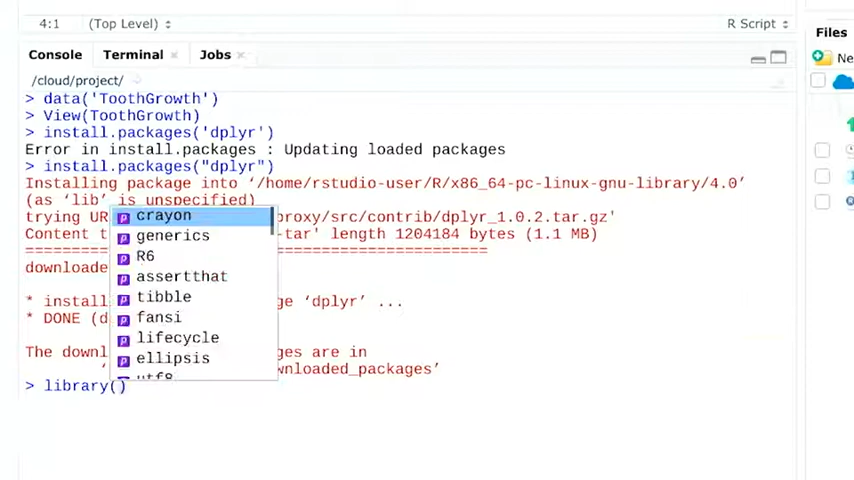 4:1 (Top Level) R Script
Files
Console Terminal Jobs
Ne
/cloud/project/
> data('ToothGrowth')
> View(ToothGrowth)
> install.packages('dplyr')
Error in install.packages : Updating loaded packages
> install.packages("dplyr")
Installing package into ‘/home/rstudio-user/R/x86_64-pc-linux-gnu-library/4.0’
(as ‘lib’ is unspecified)
trying UR proxy/src/contrib/dplyr_1.0.2.tar.gz'
Content t -tar' length 1204184 bytes (1.1 MB)
==================================================
downloade
* install ge ‘dplyr’ ...
* DONE (d
The downl ges are in
‘ wnloaded_packages’
> library()
crayon
generics
R6
assertthat
tibble
fansi
lifecycle
ellipsis
utf8